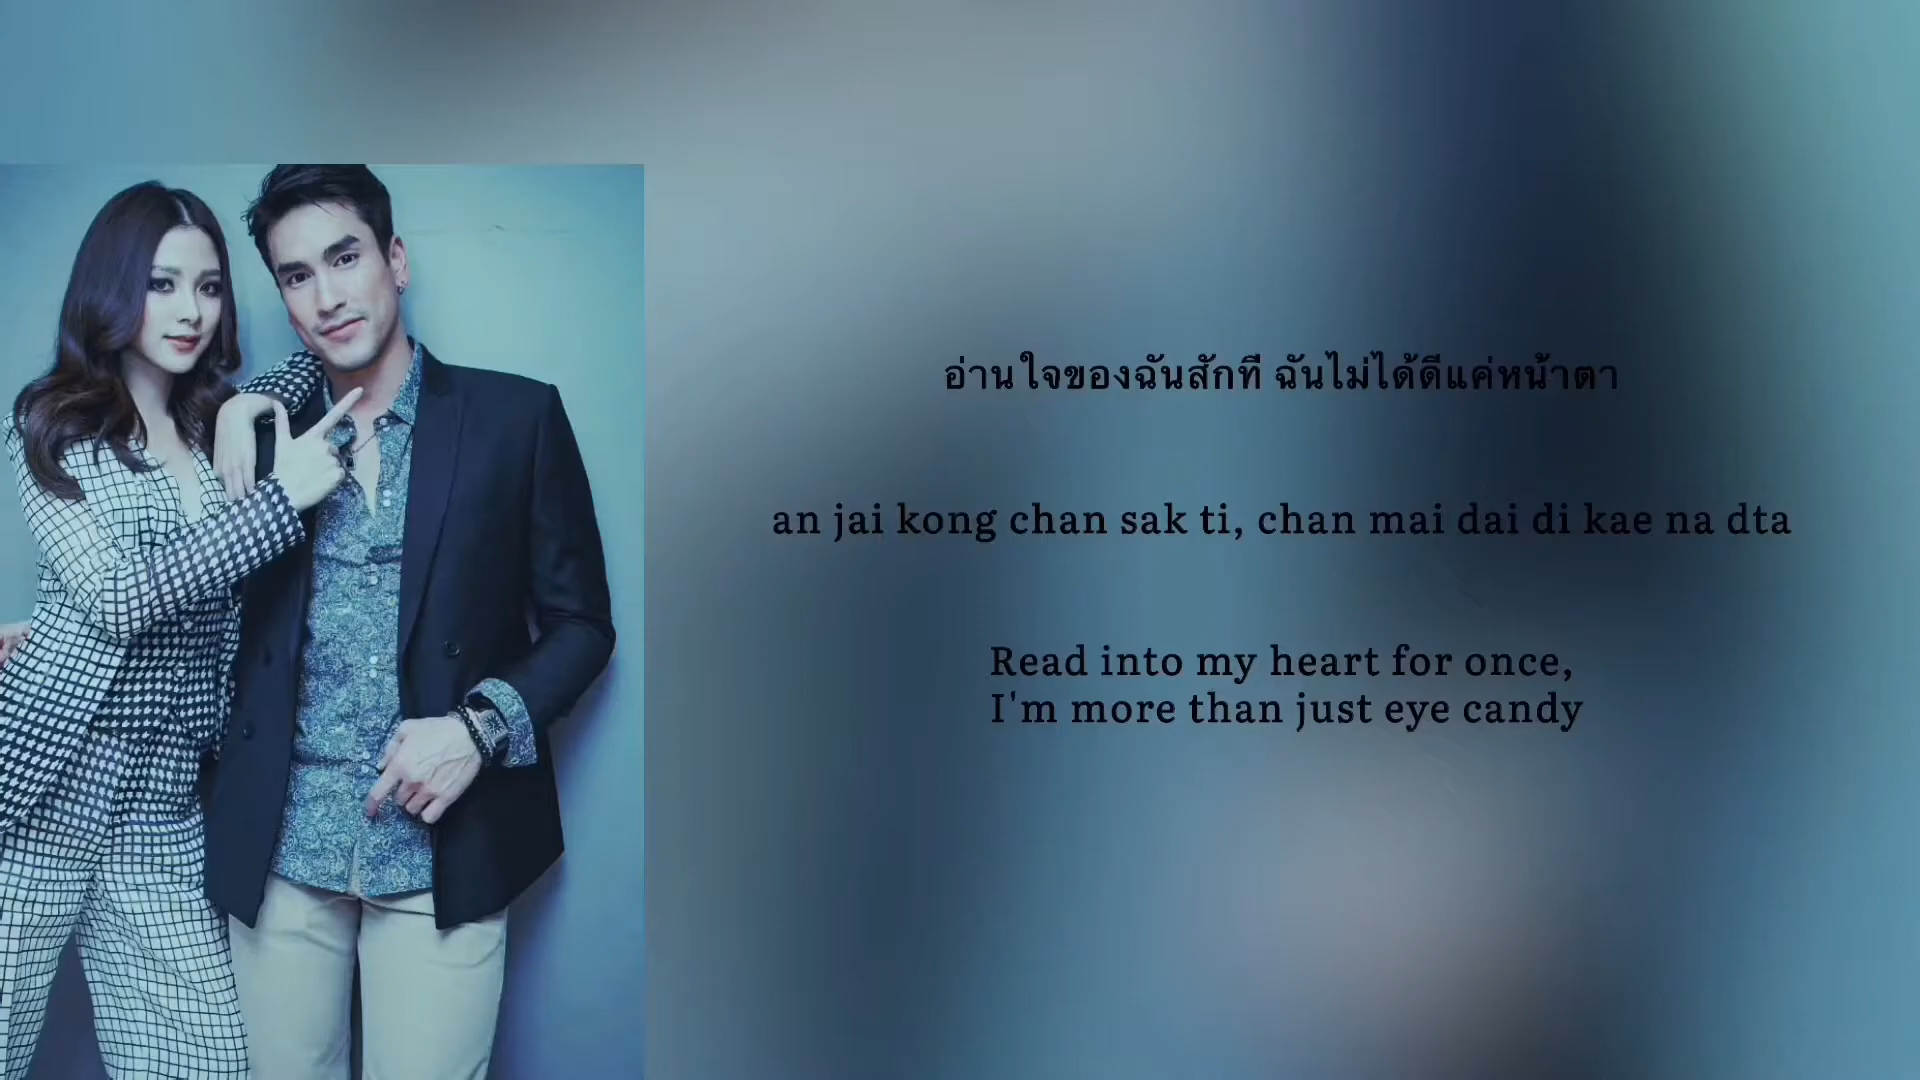 อ่านใจของฉันสักที ฉันไม่ได้ดีแค่หน้าตา
an jai kong chan sak ti, chan mai dai di kae na dta
Read into my heart for once,
I'm more than just eye candy